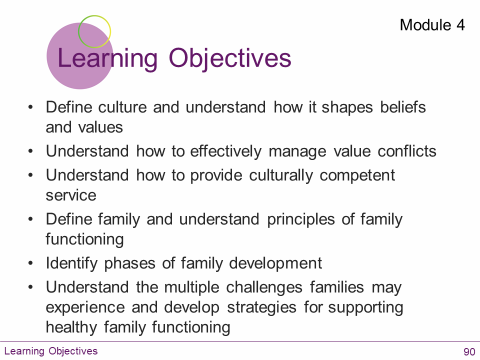 Module 4
Learning Objectives
• Define culture and understand how it shapes beliefs
and values
• Understand how to effectively manage value conflicts
• Understand how to provide culturally competent
service
• Define family and understand principles of family
functioning
• Identify phases of family development
• Understand the multiple challenges families may
experience and develop strategies for supporting
healthy family functioning
Learning Objectives
90